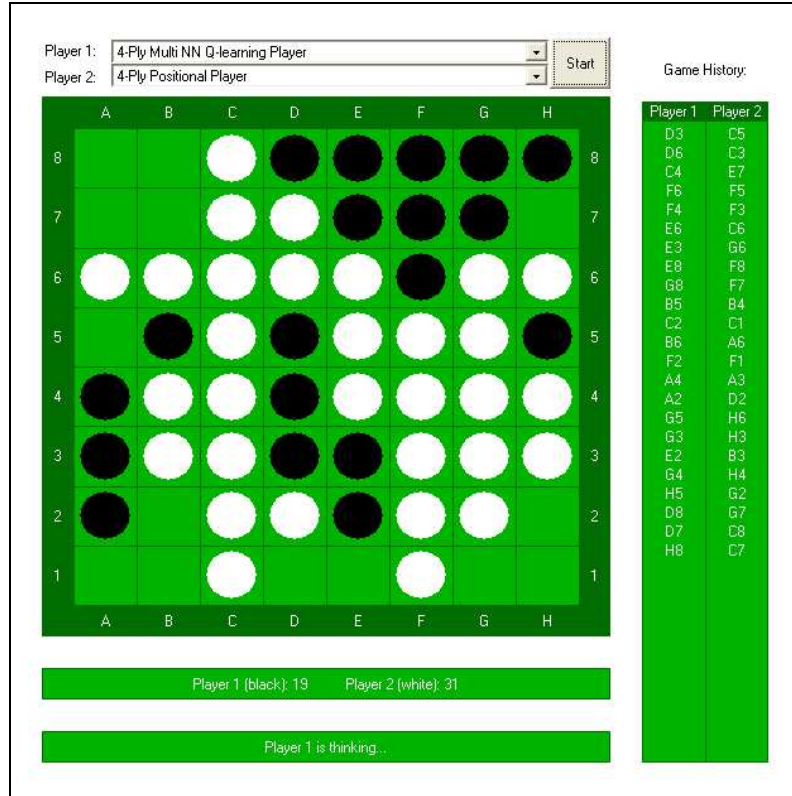 Player 1: 4-Ply Multi NN Q-learning Player
Player 2: 4-Ply Positional Player
Start
Game History:
A B C D E F G H
8 8
7 7
6 6
5 5
4 4
3 3
2 2
1 1
A B C D E F G H
Player 1 Player 2
D3 C5
D6 C3
C4 E7
F6 F5
F4 F3
E6 C6
E3 G6
E8 F8
G8 F7
B5 B4
C2 C1
B6 A6
F2 F1
A4 A3
A2 D2
G5 H6
G3 H3
E2 B3
G4 H4
H5 G2
D8 G7
D7 C8
H8 C7
Player 1 (black): 19 Player 2 (white): 31
Player 1 is thinking...